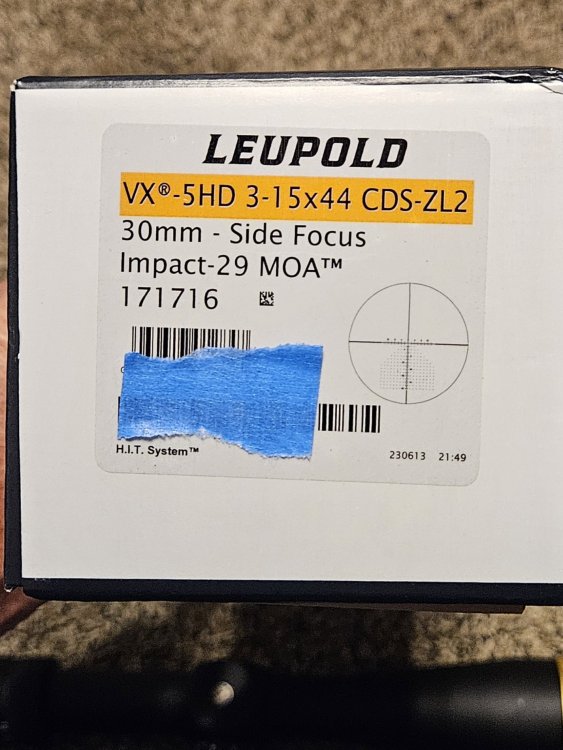 LEUPOLD
VX®-5HD 3-15x44 CDS-ZL2
30mm - Side Focus
Impact-29 MOA™
171716
H.I.T. System™
230613 21:49